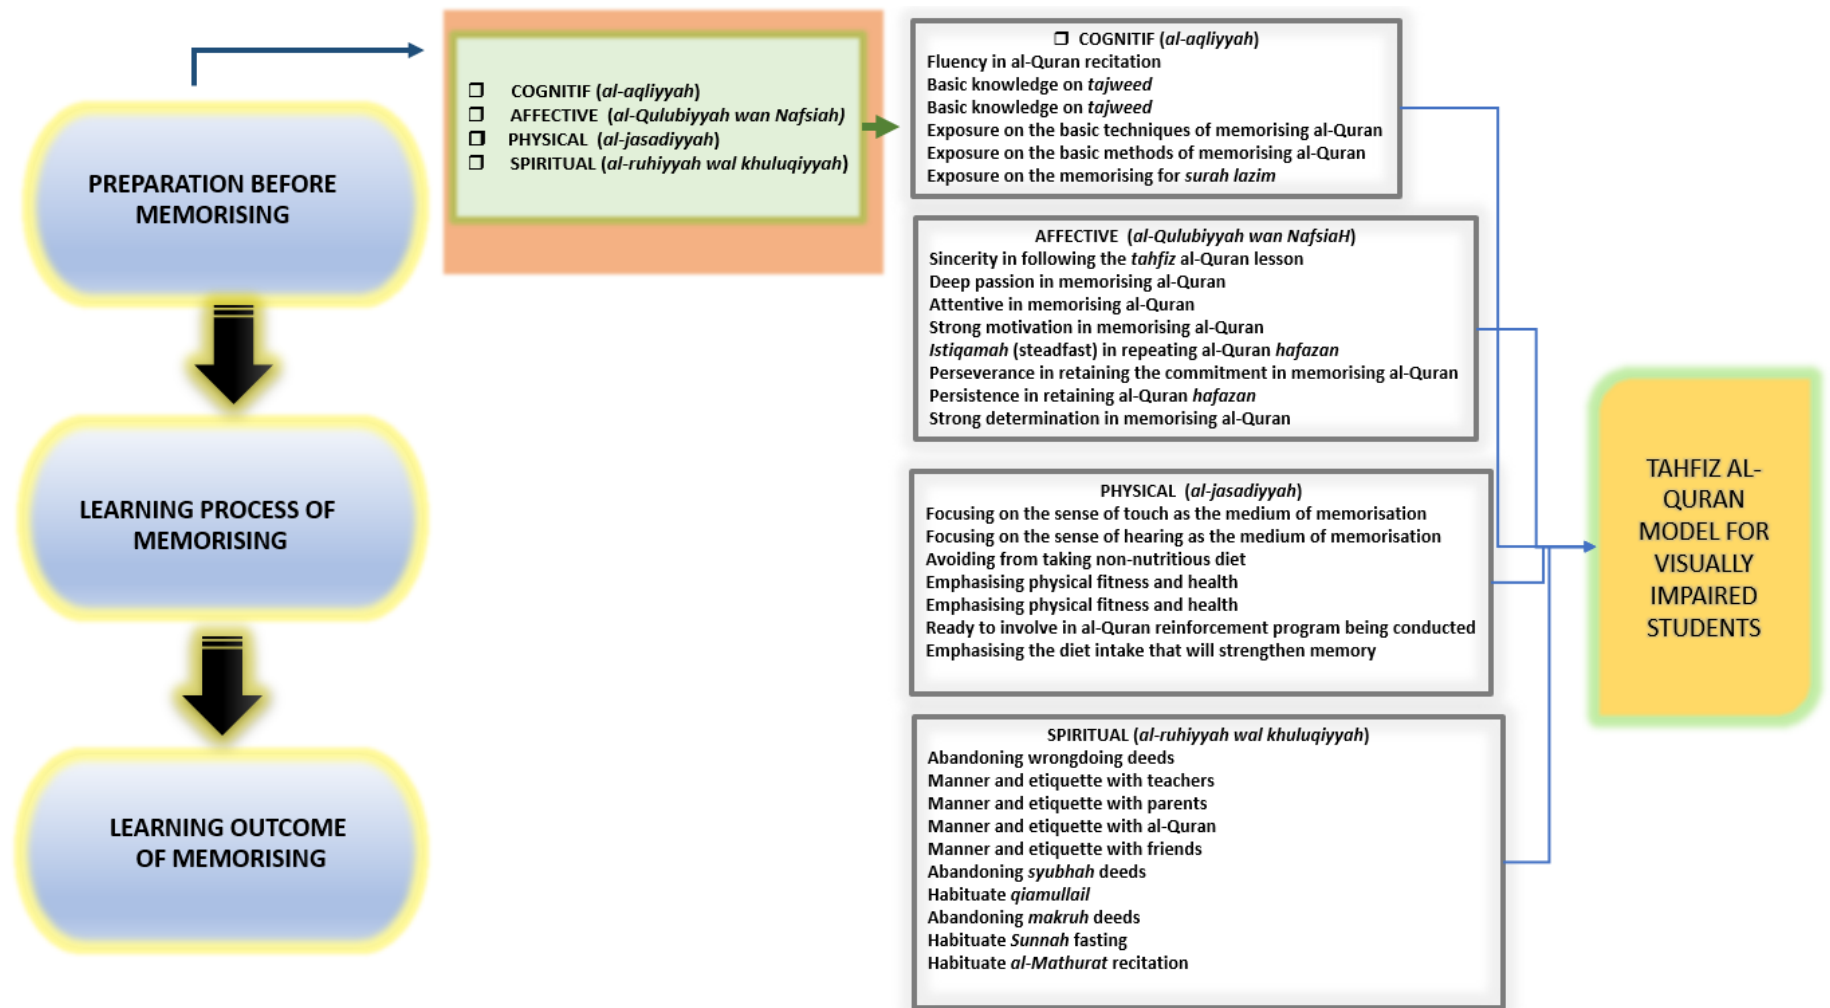 PREPARATION BEFORE
MEMORISING
LEARNING PROCESS OF
MEMORISING
LEARNING OUTCOME
OF MEMORISING
❒ COGNITIF (al-aqliyyah)
❒ AFFECTIVE (al-Qulubiyyah wan Nafsiah)
❒ PHYSICAL (al-jasadiyyah)
❒ SPIRITUAL (al-ruhiyyah wal khuluqiyyah)
❒ COGNITIF (al-aqliyyah)
Fluency in al-Quran recitation
Basic knowledge on tajweed
Basic knowledge on tajweed
Exposure on the basic techniques of memorising al-Quran
Exposure on the basic methods of memorising al-Quran
Exposure on the memorising for surah lazim
AFFECTIVE (al-Qulubiyyah wan NafsiaH)
Sincerity in following the tahfiz al-Quran lesson
Deep passion in memorising al-Quran
Attentive in memorising al-Quran
Strong motivation in memorising al-Quran
Istiqamah (steadfast) in repeating al-Quran hafazan
Perseverance in retaining the commitment in memorising al-Quran
Persistence in retaining al-Quran hafazan
Strong determination in memorising al-Quran
PHYSICAL (al-jasadiyyah)
Focusing on the sense of touch as the medium of memorisation
Focusing on the sense of hearing as the medium of memorisation
Avoiding from taking non-nutritious diet
Emphasising physical fitness and health
Emphasising physical fitness and health
Ready to involve in al-Quran reinforcement program being conducted
Emphasising the diet intake that will strengthen memory
SPIRITUAL (al-ruhiyyah wal khuluqiyyah)
Abandoning wrongdoing deeds
Manner and etiquette with teachers
Manner and etiquette with parents
Manner and etiquette with al-Quran
Manner and etiquette with friends
Abandoning syubhah deeds
Habituate qiamullail
Abandoning makruh deeds
Habituate Sunnah fasting
Habituate al-Mathurat recitation
TAHFIZ AL-
QURAN
MODEL FOR
VISUALLY
IMPAIRED
STUDENTS